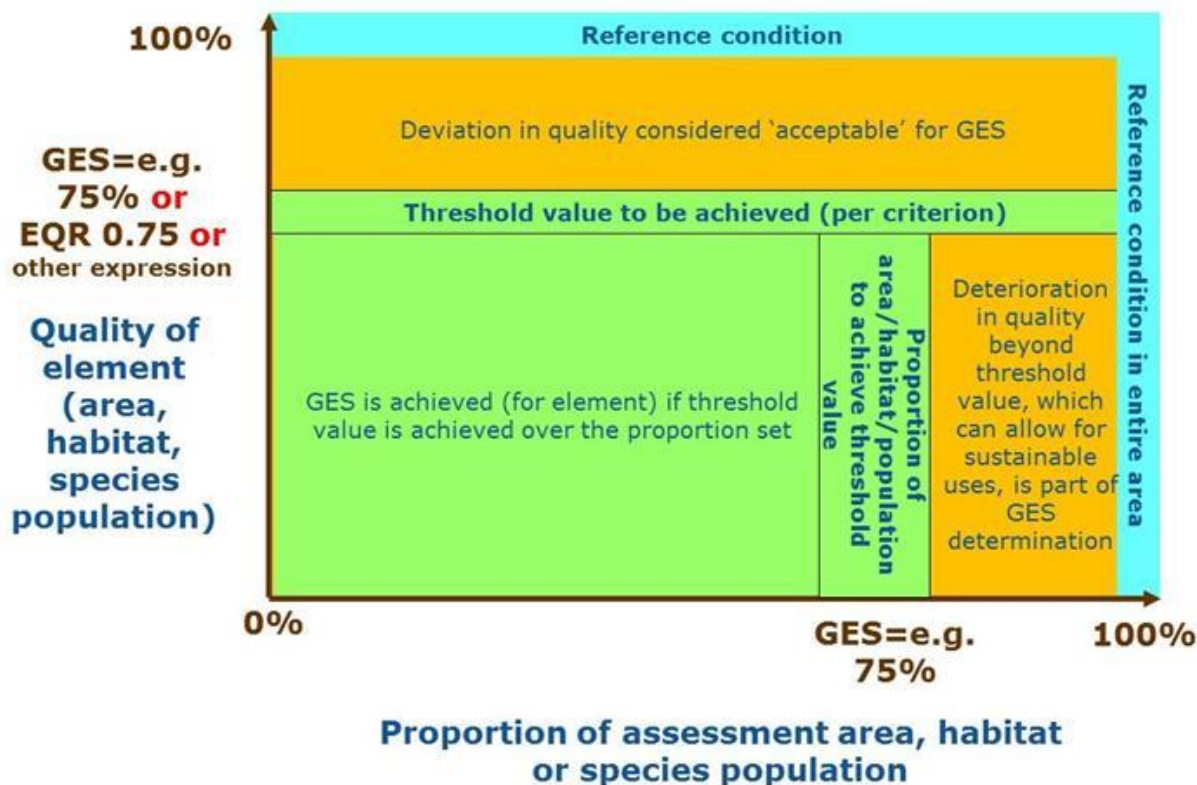 100%
Reference condition
Deviation in quality considered ‘acceptable’ for GES
GES=e.g.
75% or
EQR 0.75 or
other expression
Threshold value to be achieved (per criterion)
Quality of
element
(area,
habitat,
species
population)
GES is achieved (for element) if threshold
value is achieved over the proportion set
Proportion of
area/habitat/population
to achieve threshold
value
Deterioration
in quality
beyond
threshold
value, which
can allow for
sustainable
uses, is part of
GES
determination
Reference condition in entire area
0%
GES=e.g.
75%
100%
Proportion of assessment area, habitat
or species population